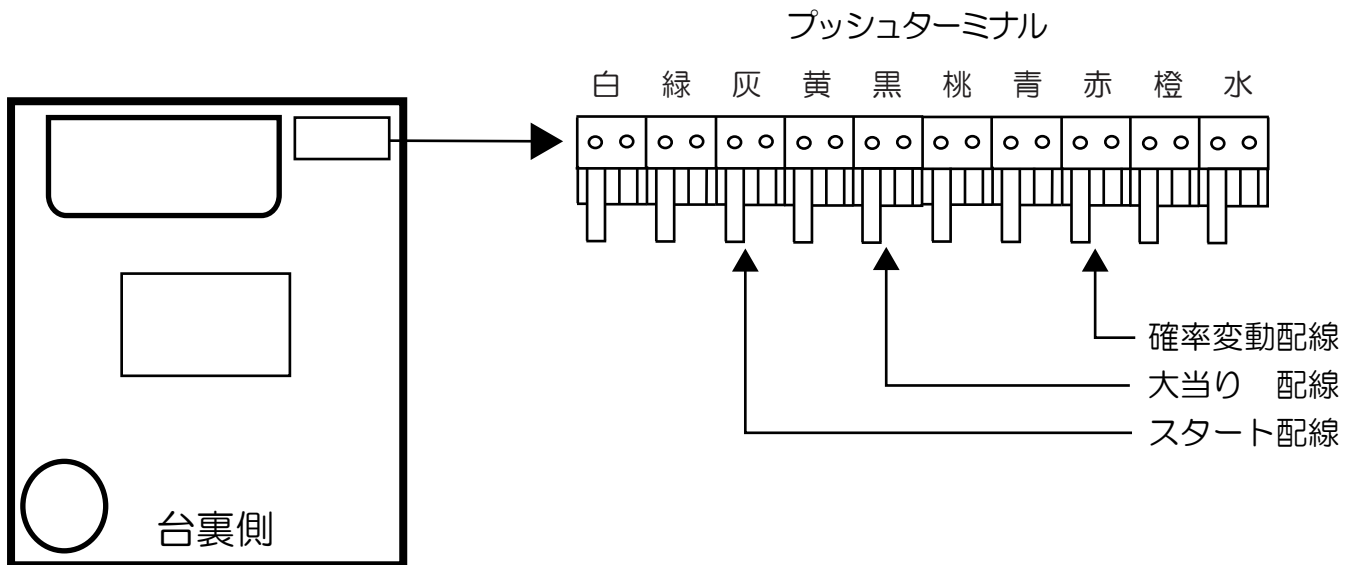 プッシュターミナル
白 緑 灰 黄 黒 桃 青 赤 橙 水
確率変動配線
大当り　配線
スタート配線
台裏側